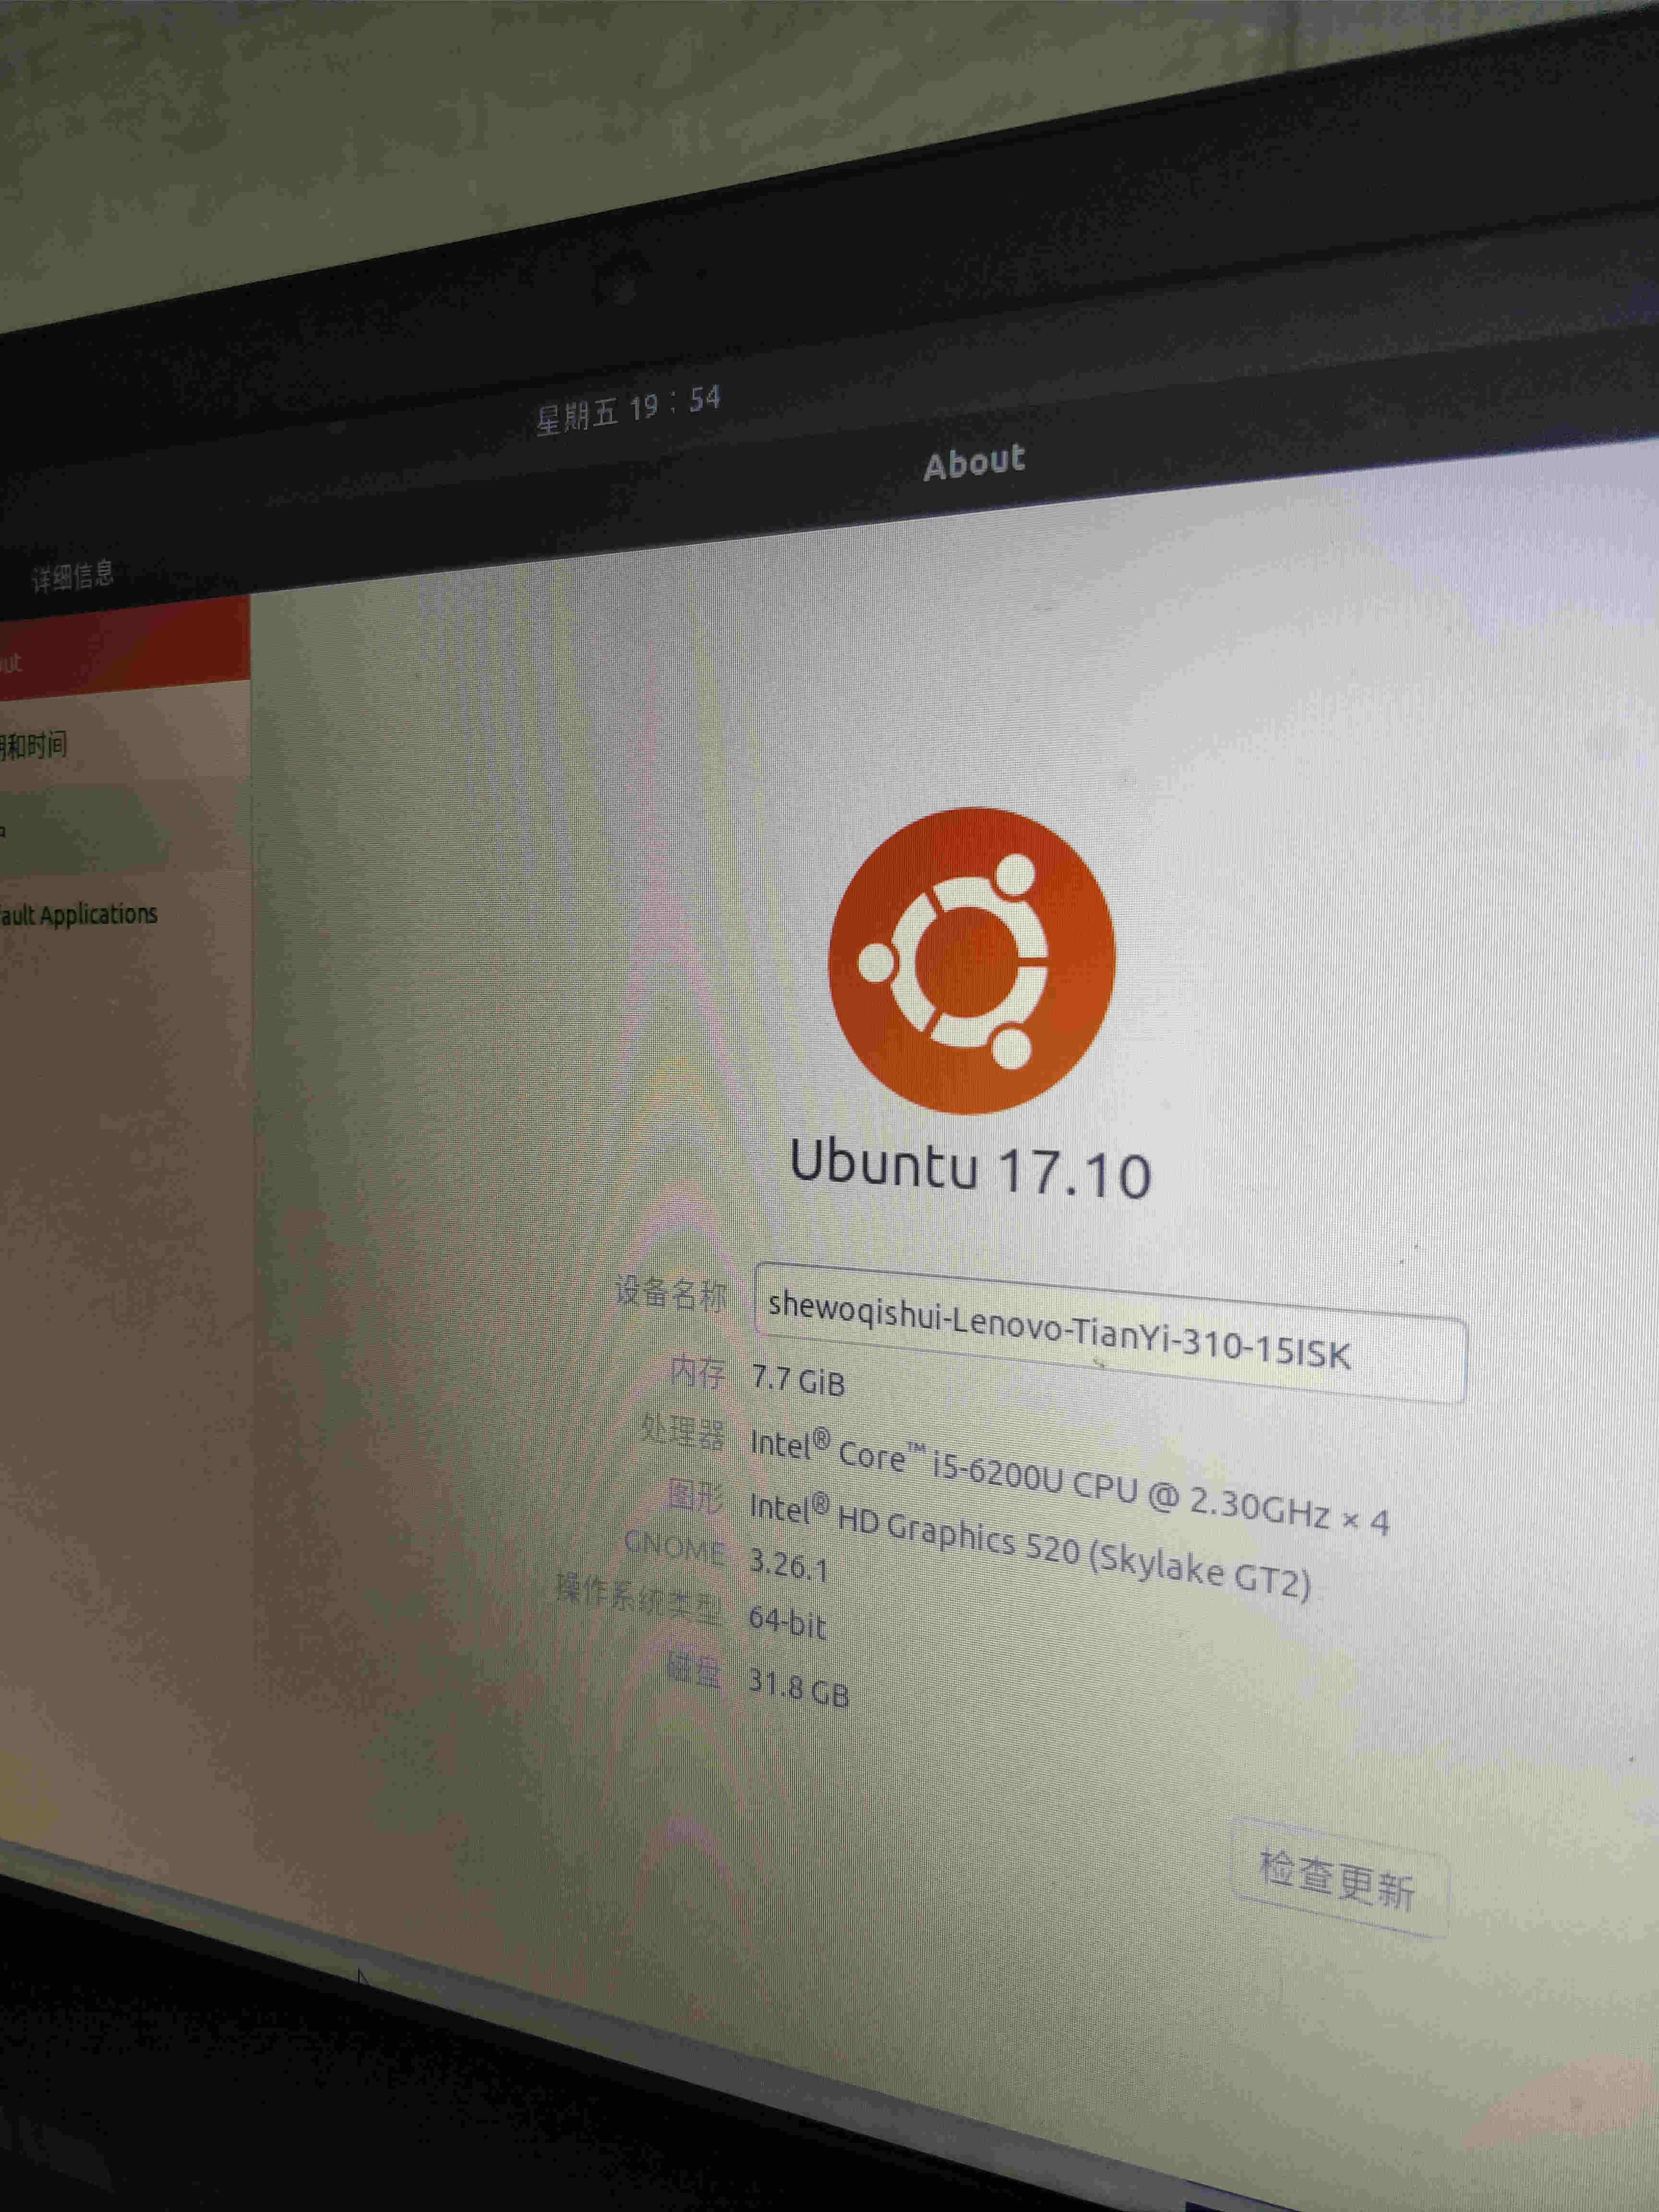 星期五 19：54
About
详细信息
ut
和时间
ault Applications
Ubuntu 17.10
设备名称 shewoqishui-Lenovo-TianYi-310-15ISK
内存 7.7 GiB
处理器 Intel® Core™ i5-6200U CPU @ 2.30GHz × 4
图形 Intel® HD Graphics 520 (Skylake GT2)
GNOME 3.26.1
操作系统类型 64-bit
磁盘 31.8 GB
检查更新